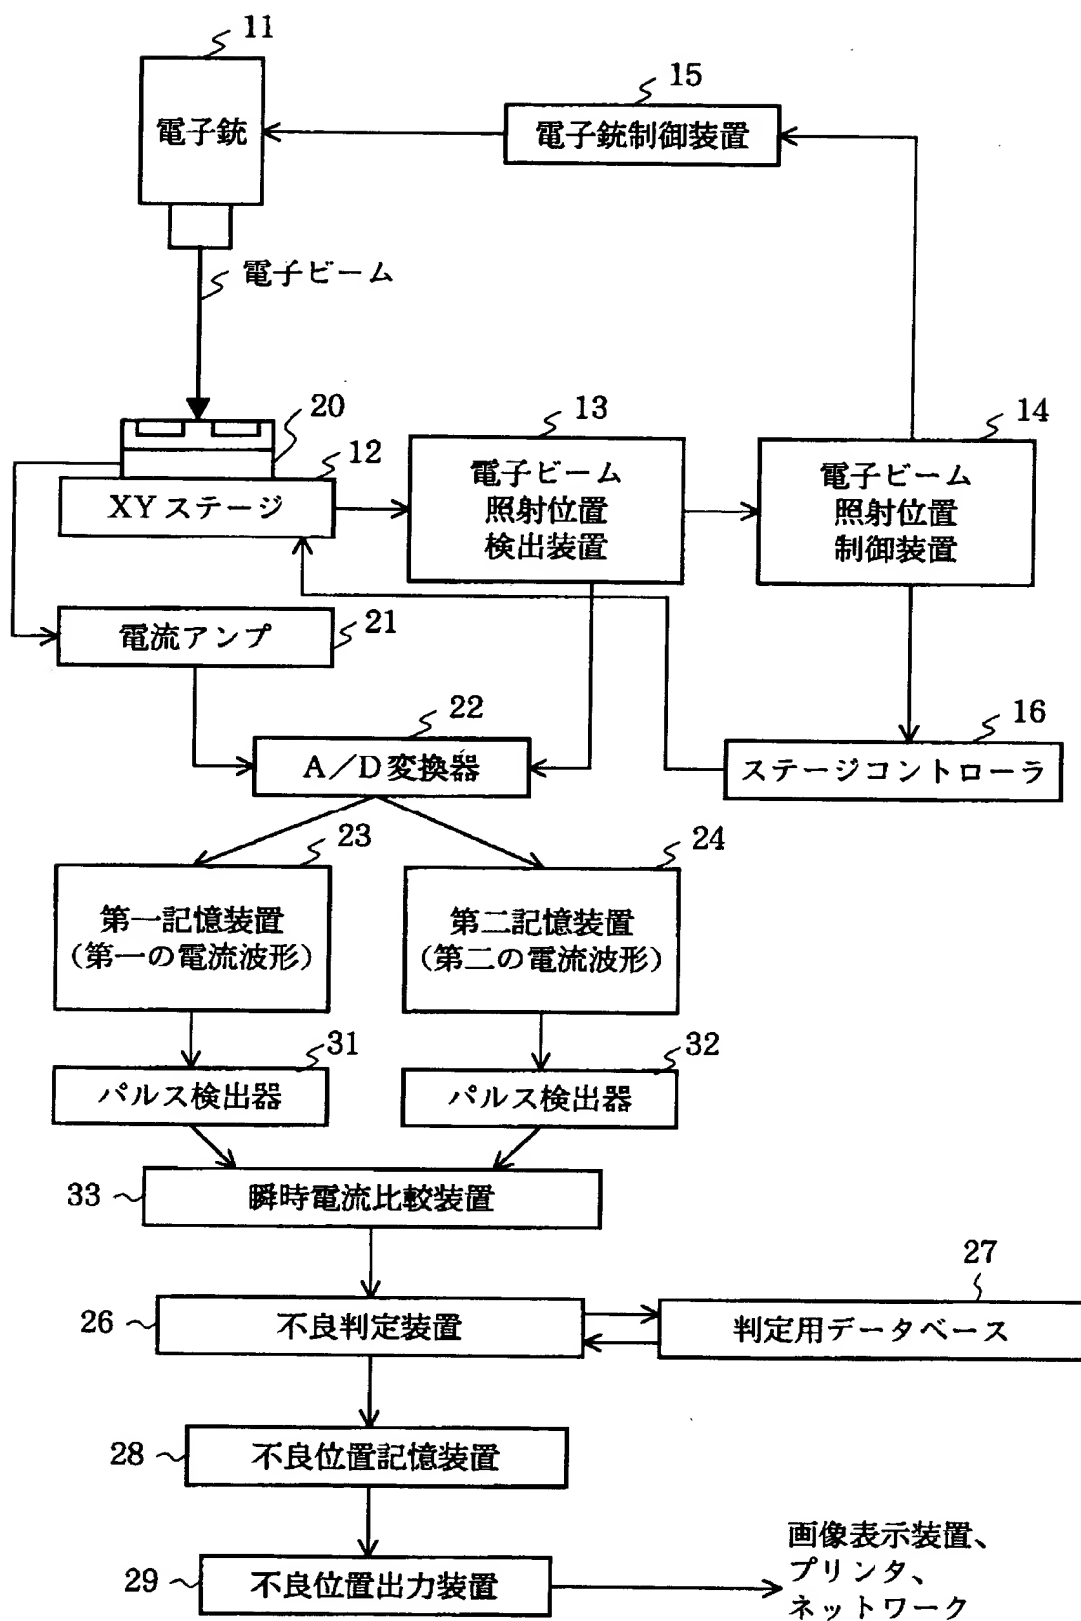 11
電子銃
15
電子銃制御装置
電子ビーム
20
12
XYステージ
13
電子ビーム
照射位置
検出装置
14
電子ビーム
照射位置
制御装置
電流アンプ
21
22
A/D変換器
16
ステージコントローラ
23
第一記憶装置
(第一の電流波形)
24
第二記憶装置
(第二の電流波形)
31
パルス検出器
32
パルス検出器
33
瞬時電流比較装置
26
不良判定装置
27
判定用データベース
28
不良位置記憶装置
29
不良位置出力装置
画像表示装置、
プリンタ、
ネットワーク